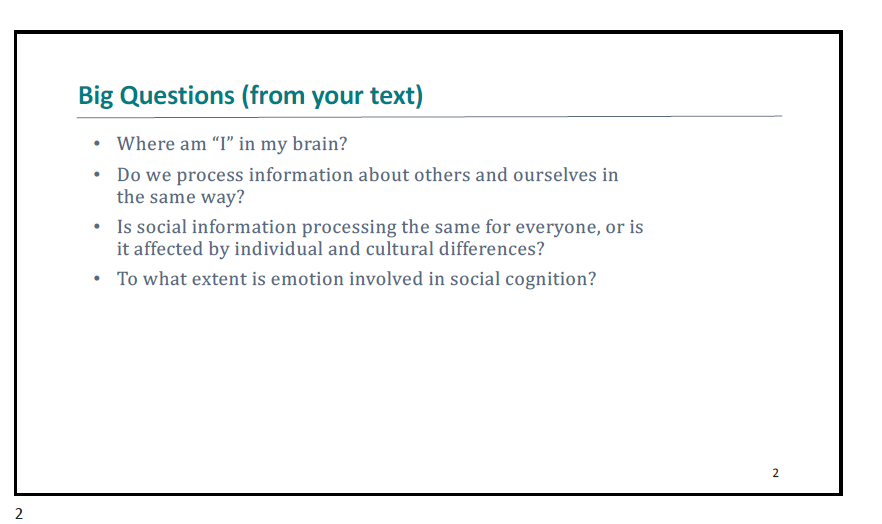 Big Questions (from your text)
• Where am “I” in my brain?
• Do we process information about others and ourselves in
the same way?
• Is social information processing the same for everyone, or is
it affected by individual and cultural differences?
• To what extent is emotion involved in social cognition?
2
2